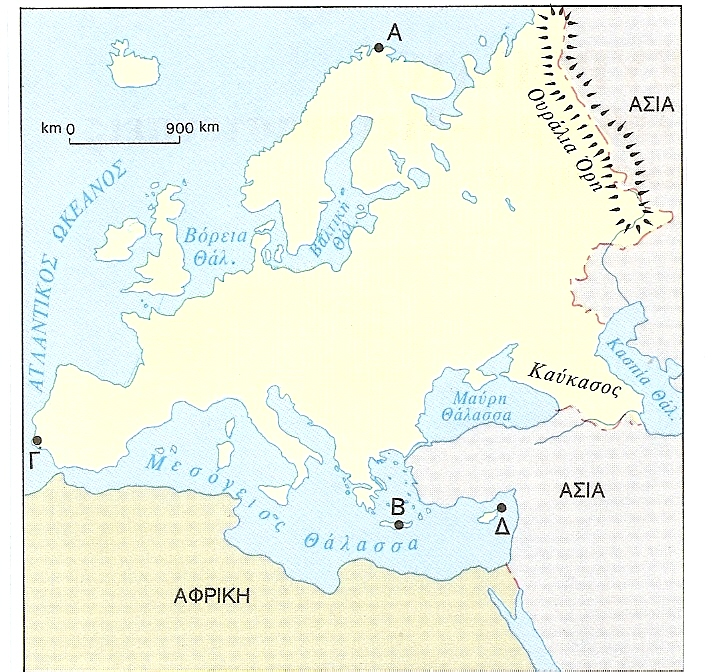 Α
ΑΣΙΑ
km 0 900 km
Ουράλια Όρη
ΑΤΛΑΝΤΙΚΟΣ ΩΚΕΑΝΟΣ
Βόρεια
Θάλ.
Βαλτική
Θάλ.
Κασπία Θάλ.
Καύκασος
Μαύρη
Θάλασσα
Γ
Μεσόγειος
Θάλασσα
Β
Δ
ΑΣΙΑ
ΑΦΡΙΚΗ